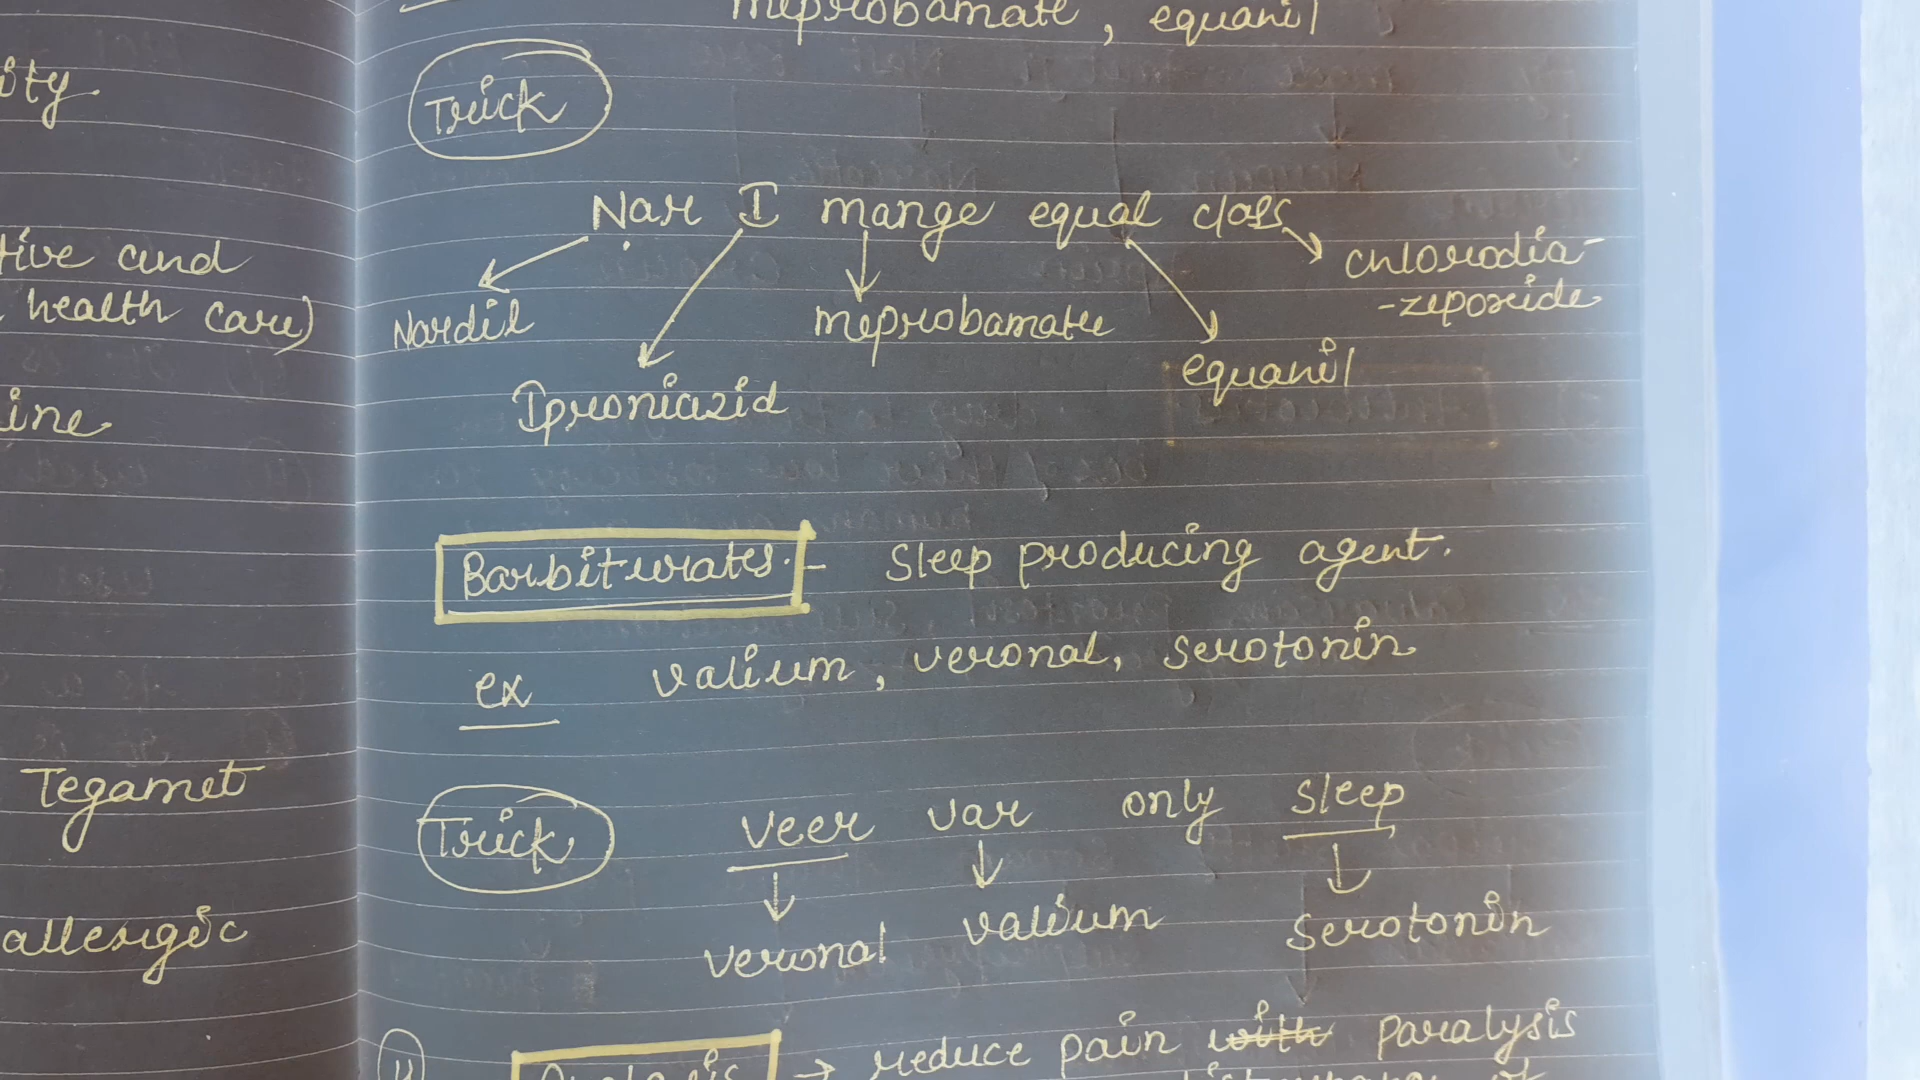 ity.
tive and
health care)
ine
Tegamet
allergic
meprobamate, equanil
Trick
Nar I mange equal class
Nardil
Iproniazid
meprobamate
equanil
chlorodia-
-zepoxide
Barbiturates. - Sleep producing agent.
ex valium, veronal, serotonin
Trick
Veer var only sleep
veronal
valium
serotonin
→ reduce pain with paralysis